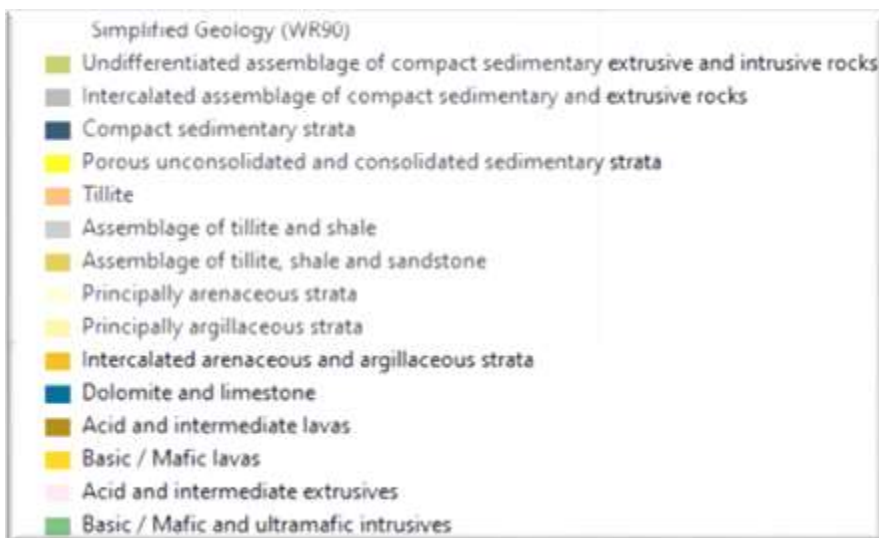 Simplified Geology (WR90)
Undifferentiated assemblage of compact sedimentary extrusive and intrusive rocks
Intercalated assemblage of compact sedimentary and extrusive rocks
Compact sedimentary strata
Porous unconsolidated and consolidated sedimentary strata
Tillite
Assemblage of tillite and shale
Assemblage of tillite, shale and sandstone
Principally arenaceous strata
Principally argillaceous strata
Intercalated arenaceous and argillaceous strata
Dolomite and limestone
Acid and intermediate lavas
Basic / Mafic lavas
Acid and intermediate extrusives
Basic / Mafic and ultramafic intrusives